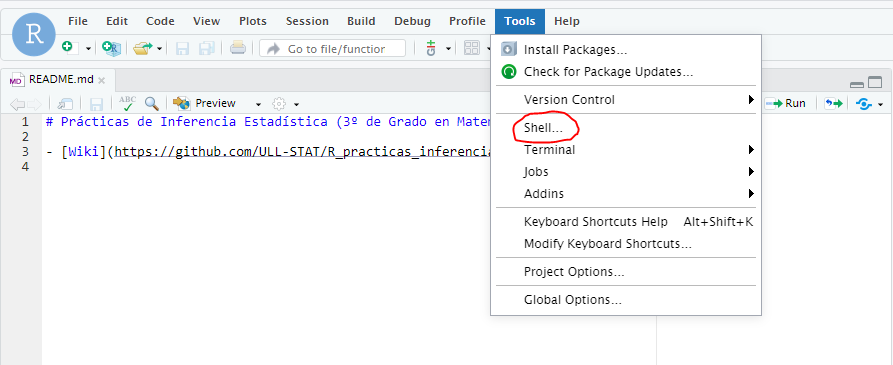 R File Edit Code View Plots Session Build Debug Profile Tools Help
Go to file/functior
Install Packages...
Check for Package Updates...
Version Control
Shell...
Terminal
Jobs
Addins
Keyboard Shortcuts Help Alt+Shift+K
Modify Keyboard Shortcuts...
Project Options...
Global Options...
MD README.md
ABC Preview Run
1 # Prácticas de Inferencia Estadística (3º de Grado en Matem
2
3 - [Wiki](https://github.com/ULL-STAT/R_practicas_inferencia
4